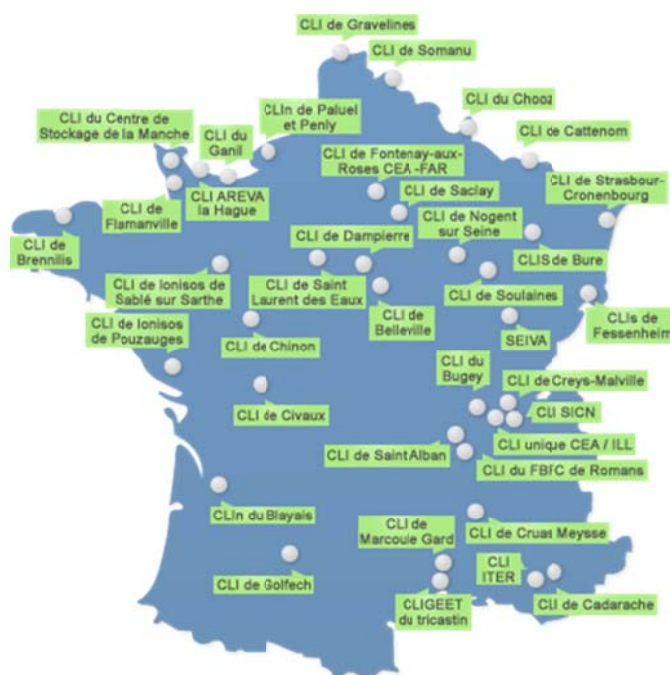 CLI de Gravelines
CLI de Somanu
CLI du Chooz
CLI de Cattenom
CLI du Centre de
Stockage de la Manche
CLI du
Ganil
CLIn de Paluel
et Penly
CLI de Fontenay-aux-
Roses CEA -FAR
CLI de Strasbour-
Cronenbourg
CLI de Saclay
CLI de
Flamanville
CLI AREVA
la Hague
CLI de Nogent
sur Seine
CLI de
Brennilis
CLI de Dampierre
CLIS de Bure
CLI de Ionisos de
Sablé sur Sarthe
CLI de Saint
Laurent des Eaux
CLI de
Belleville
CLI de Soulaines
CLIs de
Fessenheim
CLI de Ionisos
de Pouzauges
CLI de Chinon
SEIVA
CLI du
Bugey
CLI de Creys-Malville
CLI de Civaux
CLI SICN
CLI unique CEA / ILL
CLI de Saint Alban
CLI du FBFC de Romans
CLIn du Blayais
CLI de
Marcoule Gard
CLI de Cruas Meysse
CLI de Golfech
CLI
ITER
CLIGEET
du tricastin
CLI de Cadarache